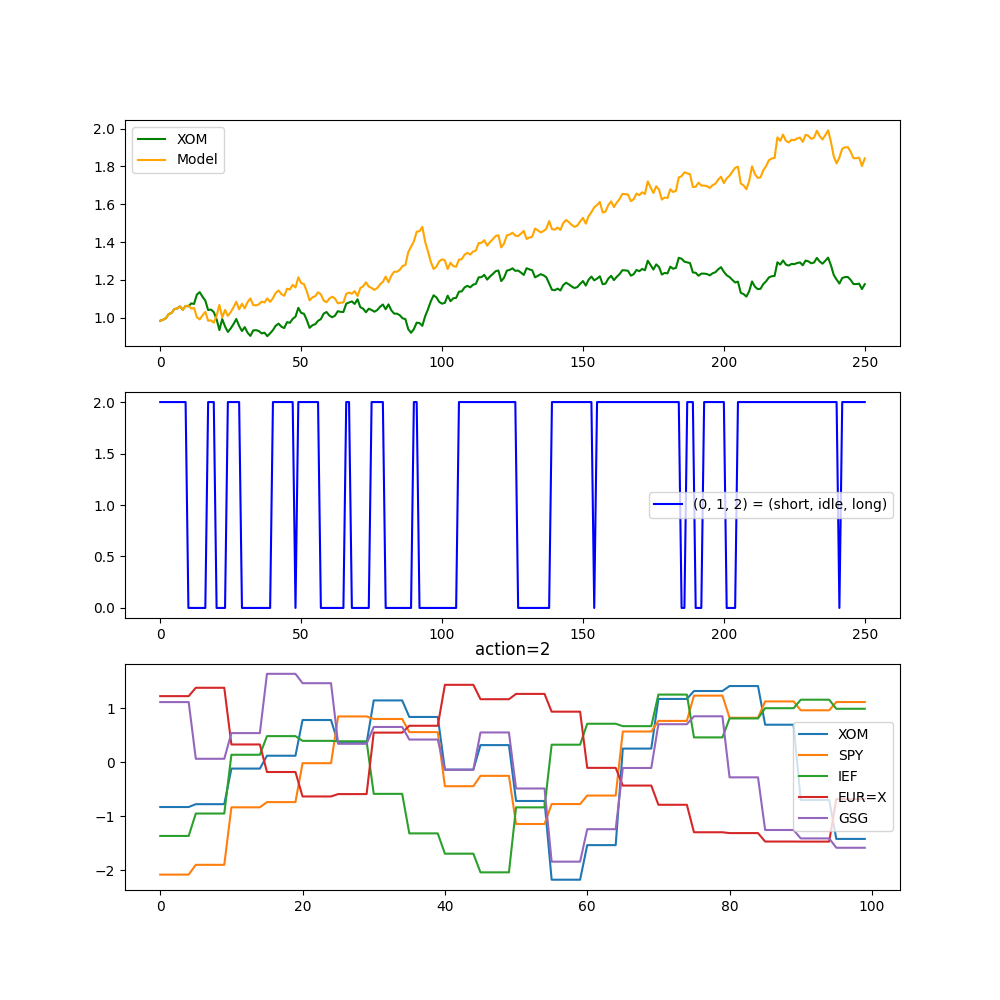 2.0
1.8
1.6
1.4
1.2
1.0
XOM
Model
0 50 100 150 200 250
2.0
1.5
1.0
0.5
0.0
(0, 1, 2) = (short, idle, long)
0 50 100 150 200 250
action=2
1
0
−1
−2
XOM
SPY
IEF
EUR=X
GSG
0 20 40 60 80 100